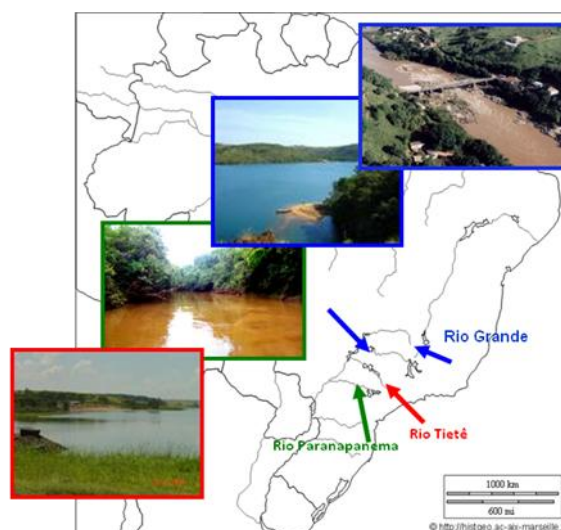 Rio Grande
Rio Tietê
Rio Paranapanema
1000 km
600 mi
© http://histgeo.ac-aix-marseille